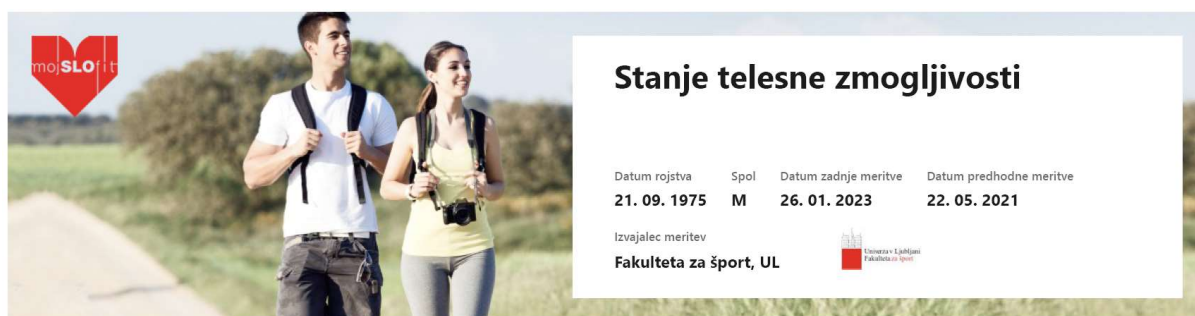 mojSLOfit
Stanje telesne zmogljivosti
Datum rojstva Spol Datum zadnje meritve Datum predhodne meritve
21. 09. 1975 M 26. 01. 2023 22. 05. 2021
Izvajalec meritev
Fakulteta za šport, UL
Univerza v Ljubljani
Fakulteta za šport